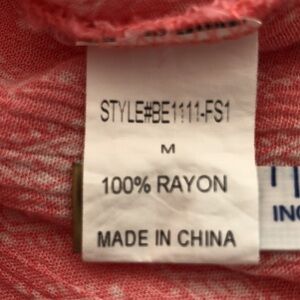 STYLE#BE1111-FS1
M
100% RAYON
MADE IN CHINA